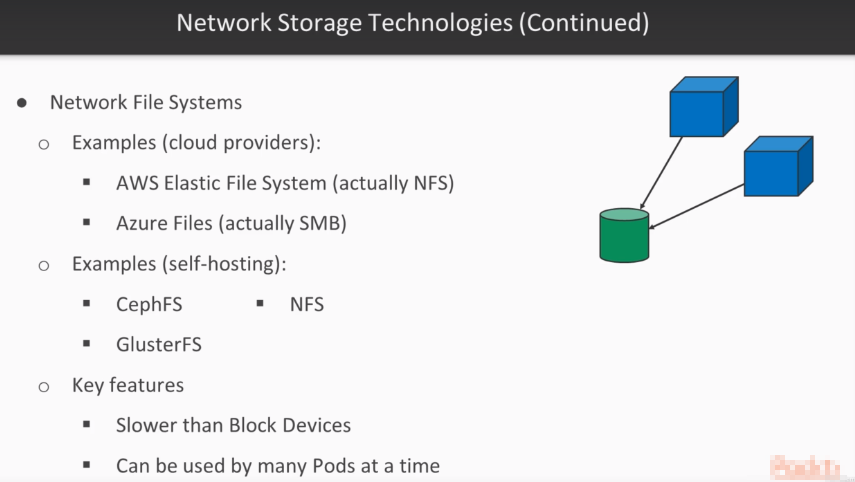 Network Storage Technologies (Continued)
● Network File Systems
o Examples (cloud providers):
▪ AWS Elastic File System (actually NFS)
▪ Azure Files (actually SMB)
o Examples (self-hosting):
▪ CephFS ▪ NFS
▪ GlusterFS
o Key features
▪ Slower than Block Devices
▪ Can be used by many Pods at a time